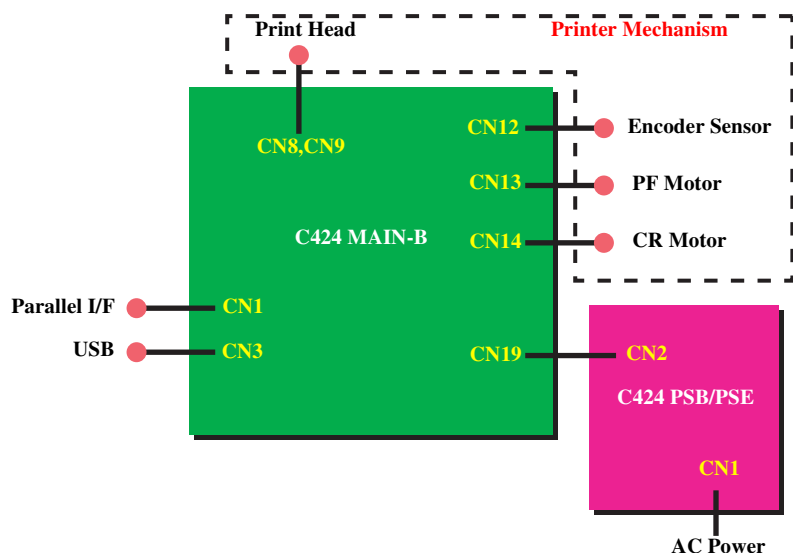 Print Head
Printer Mechanism
CN8,CN9
CN12
Encoder Sensor
CN13
PF Motor
C424 MAIN-B
CN14
CR Motor
Parallel I/F
CN1
USB
CN3
CN19
CN2
C424 PSB/PSE
CN1
AC Power